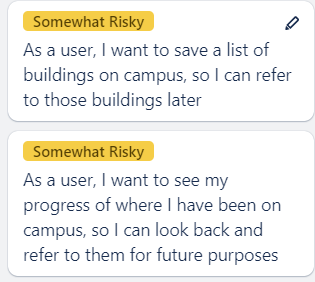 Somewhat Risky
As a user, I want to save a list of
buildings on campus, so I can refer
to those buildings later
Somewhat Risky
As a user, I want to see my
progress of where I have been on
campus, so I can look back and
refer to them for future purposes